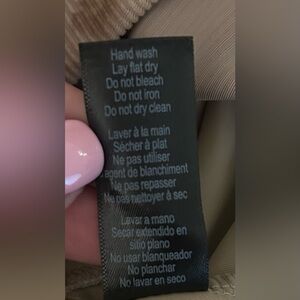 Hand wash
Lay flat dry
Do not bleach
Do not iron
Do not dry clean
Laver à la main
Sécher à plat
Ne pas utiliser
agent de blanchiment
Ne pas repasser
Ne pas nettoyer à sec
Lavar a mano
Secar extendido en
sitio plano
No usar blanqueador
No planchar
No lavar en seco